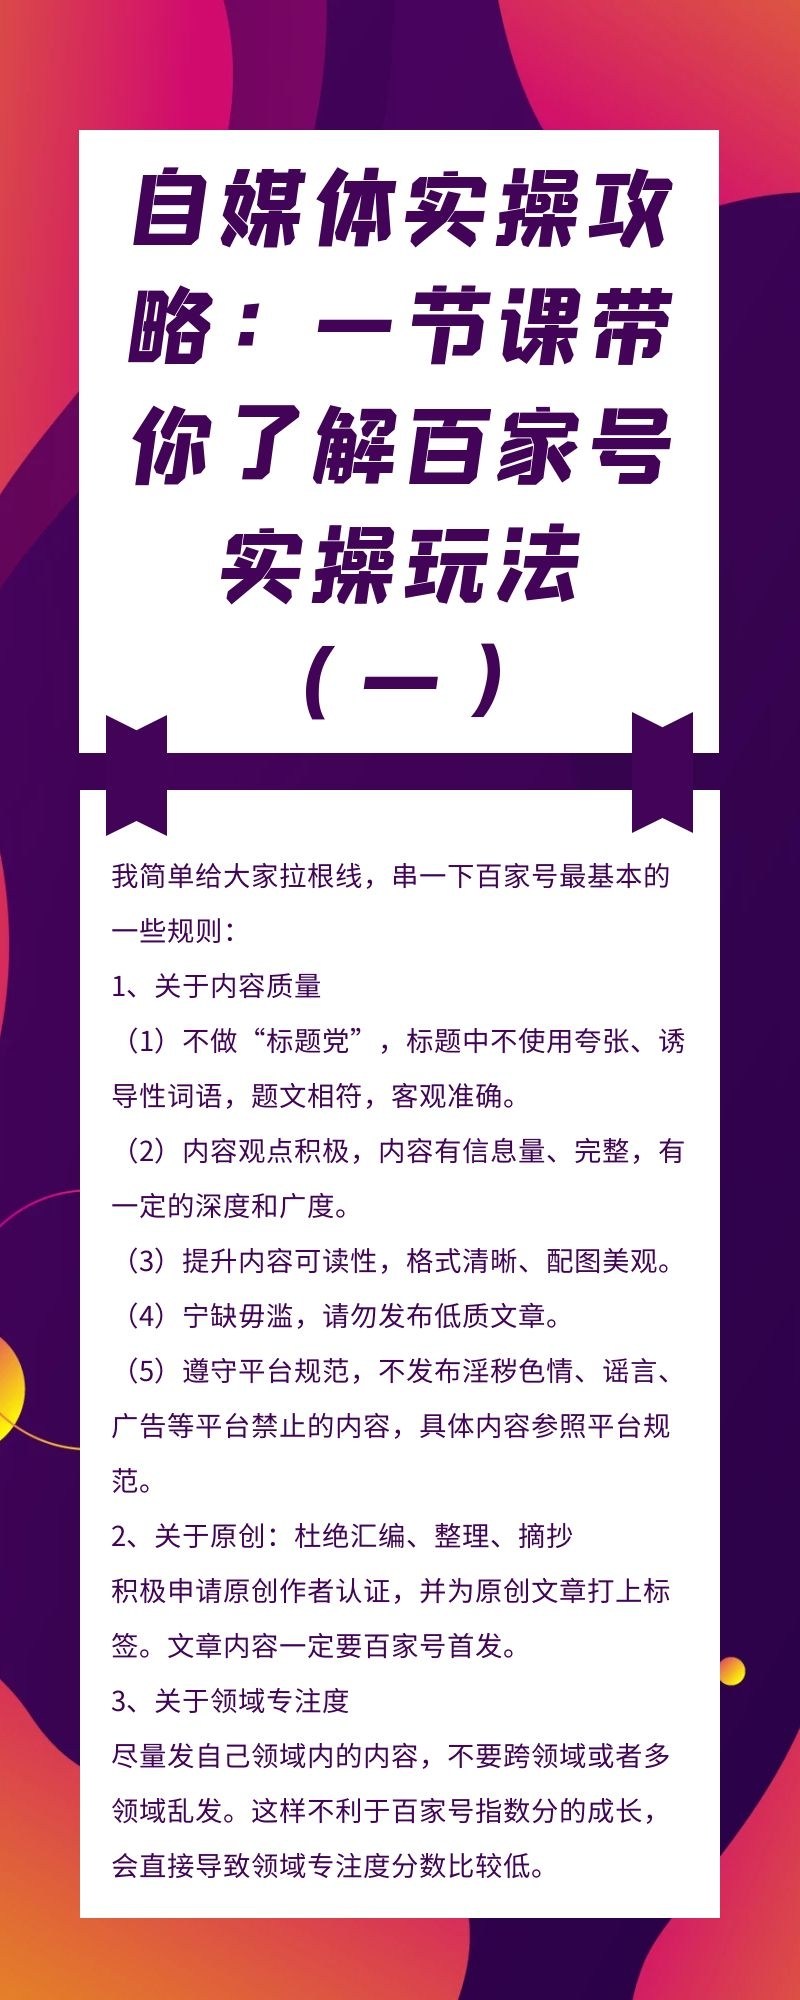 自媒体实操攻
略：一节课带
你了解百家号
实操玩法
（一）
我简单给大家拉根线，串一下百家号最基本的
一些规则：
1、关于内容质量
（1）不做“标题党”，标题中不使用夸张、诱
导性词语，题文相符，客观准确。
（2）内容观点积极，内容有信息量、完整，有
一定的深度和广度。
（3）提升内容可读性，格式清晰、配图美观。
（4）宁缺毋滥，请勿发布低质文章。
（5）遵守平台规范，不发布淫秽色情、谣言、
广告等平台禁止的内容，具体内容参照平台规
范。
2、关于原创：杜绝汇编、整理、摘抄
积极申请原创作者认证，并为原创文章打上标
签。文章内容一定要百家号首发。
3、关于领域专注度
尽量发自己领域内的内容，不要跨领域或者多
领域乱发。这样不利于百家号指数分的成长，
会直接导致领域专注度分数比较低。